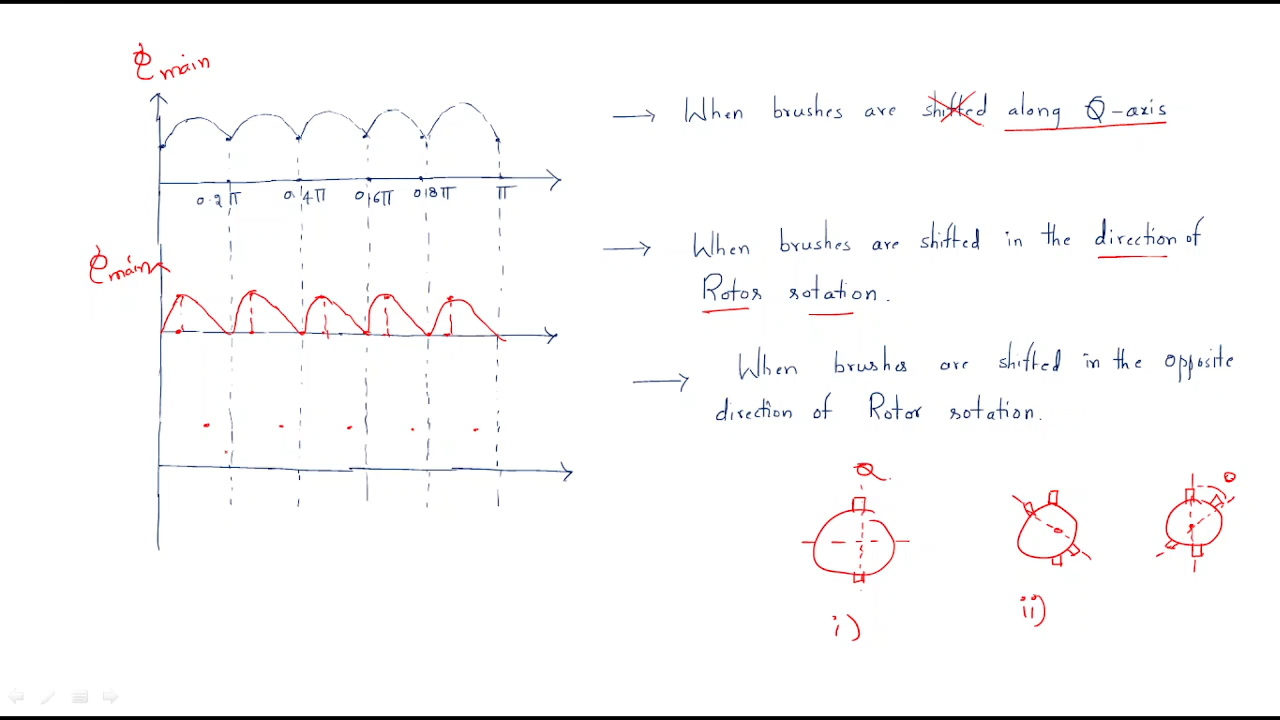 Φmain
→ When brushes are shifted along Q-axis
0.2π 0.4π 0.6π 0.8π π
Φmain
→ When brushes are shifted in the direction of
Rotor rotation.
→ When brushes are shifted in the opposite
direction of Rotor rotation.
Q
θ
i)
ii)